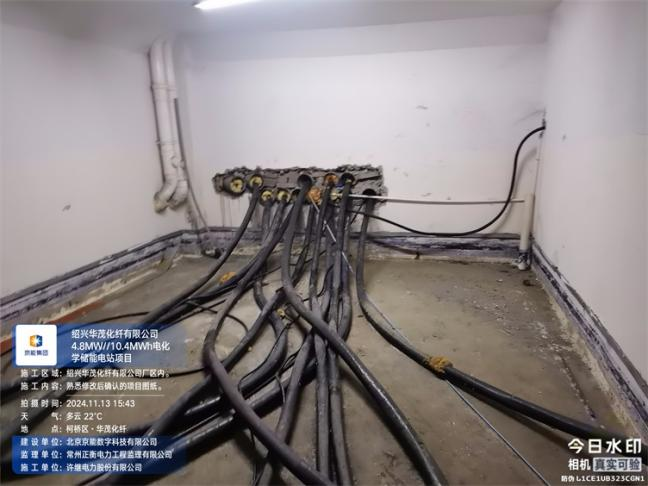 绍兴华茂化纤有限公司
4.8MW//10.4MWh电化
学储能电站项目
京能集团
施工区域：绍兴华茂化纤有限公司厂区内。
施工内容：熟悉修改后确认的项目图纸。
拍摄时间：2024.11.13 15:43
天气：多云 22℃
地点：柯桥区·华茂化纤
建设单位：北京京能数字科技有限公司
监理单位：常州正衡电力工程监理有限公司
施工单位：许继电力股份有限公司
今日水印
相机 真实可验
防伪 L1CE1UB323CGN1